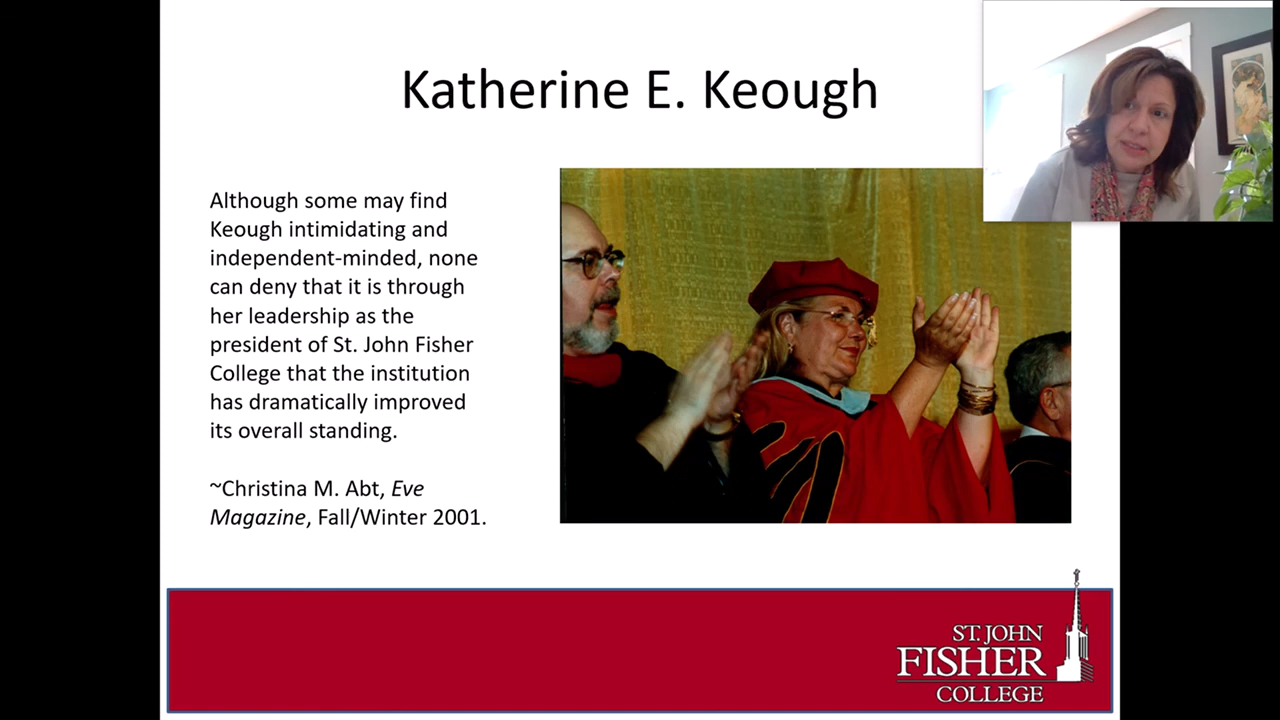 Katherine E. Keough
Although some may find
Keough intimidating and
independent-minded, none
can deny that it is through
her leadership as the
president of St. John Fisher
College that the institution
has dramatically improved
its overall standing.
~Christina M. Abt, Eve
Magazine, Fall/Winter 2001.
ST. JOHN
FISHER
COLLEGE